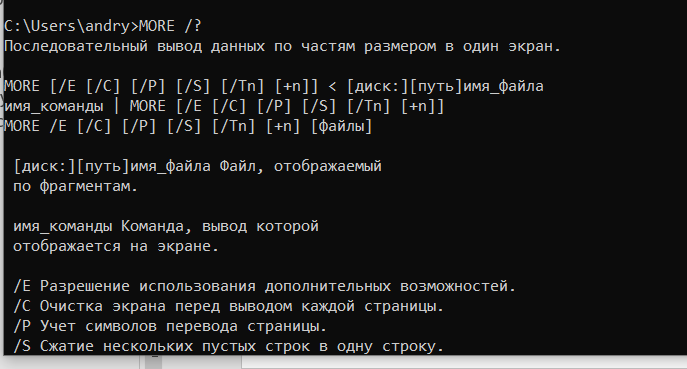 C:\Users\andry>MORE /?
Последовательный вывод данных по частям размером в один экран.
MORE [/E [/C] [/P] [/S] [/Tn] [+n]] < [диск:][путь]имя_файла
имя_команды | MORE [/E [/C] [/P] [/S] [/Tn] [+n]]
MORE /E [/C] [/P] [/S] [/Tn] [+n] [файлы]
[диск:][путь]имя_файла Файл, отображаемый
по фрагментам.
имя_команды Команда, вывод которой
отображается на экране.
/E Разрешение использования дополнительных возможностей.
/C Очистка экрана перед выводом каждой страницы.
/P Учет символов перевода страницы.
/S Сжатие нескольких пустых строк в одну строку.